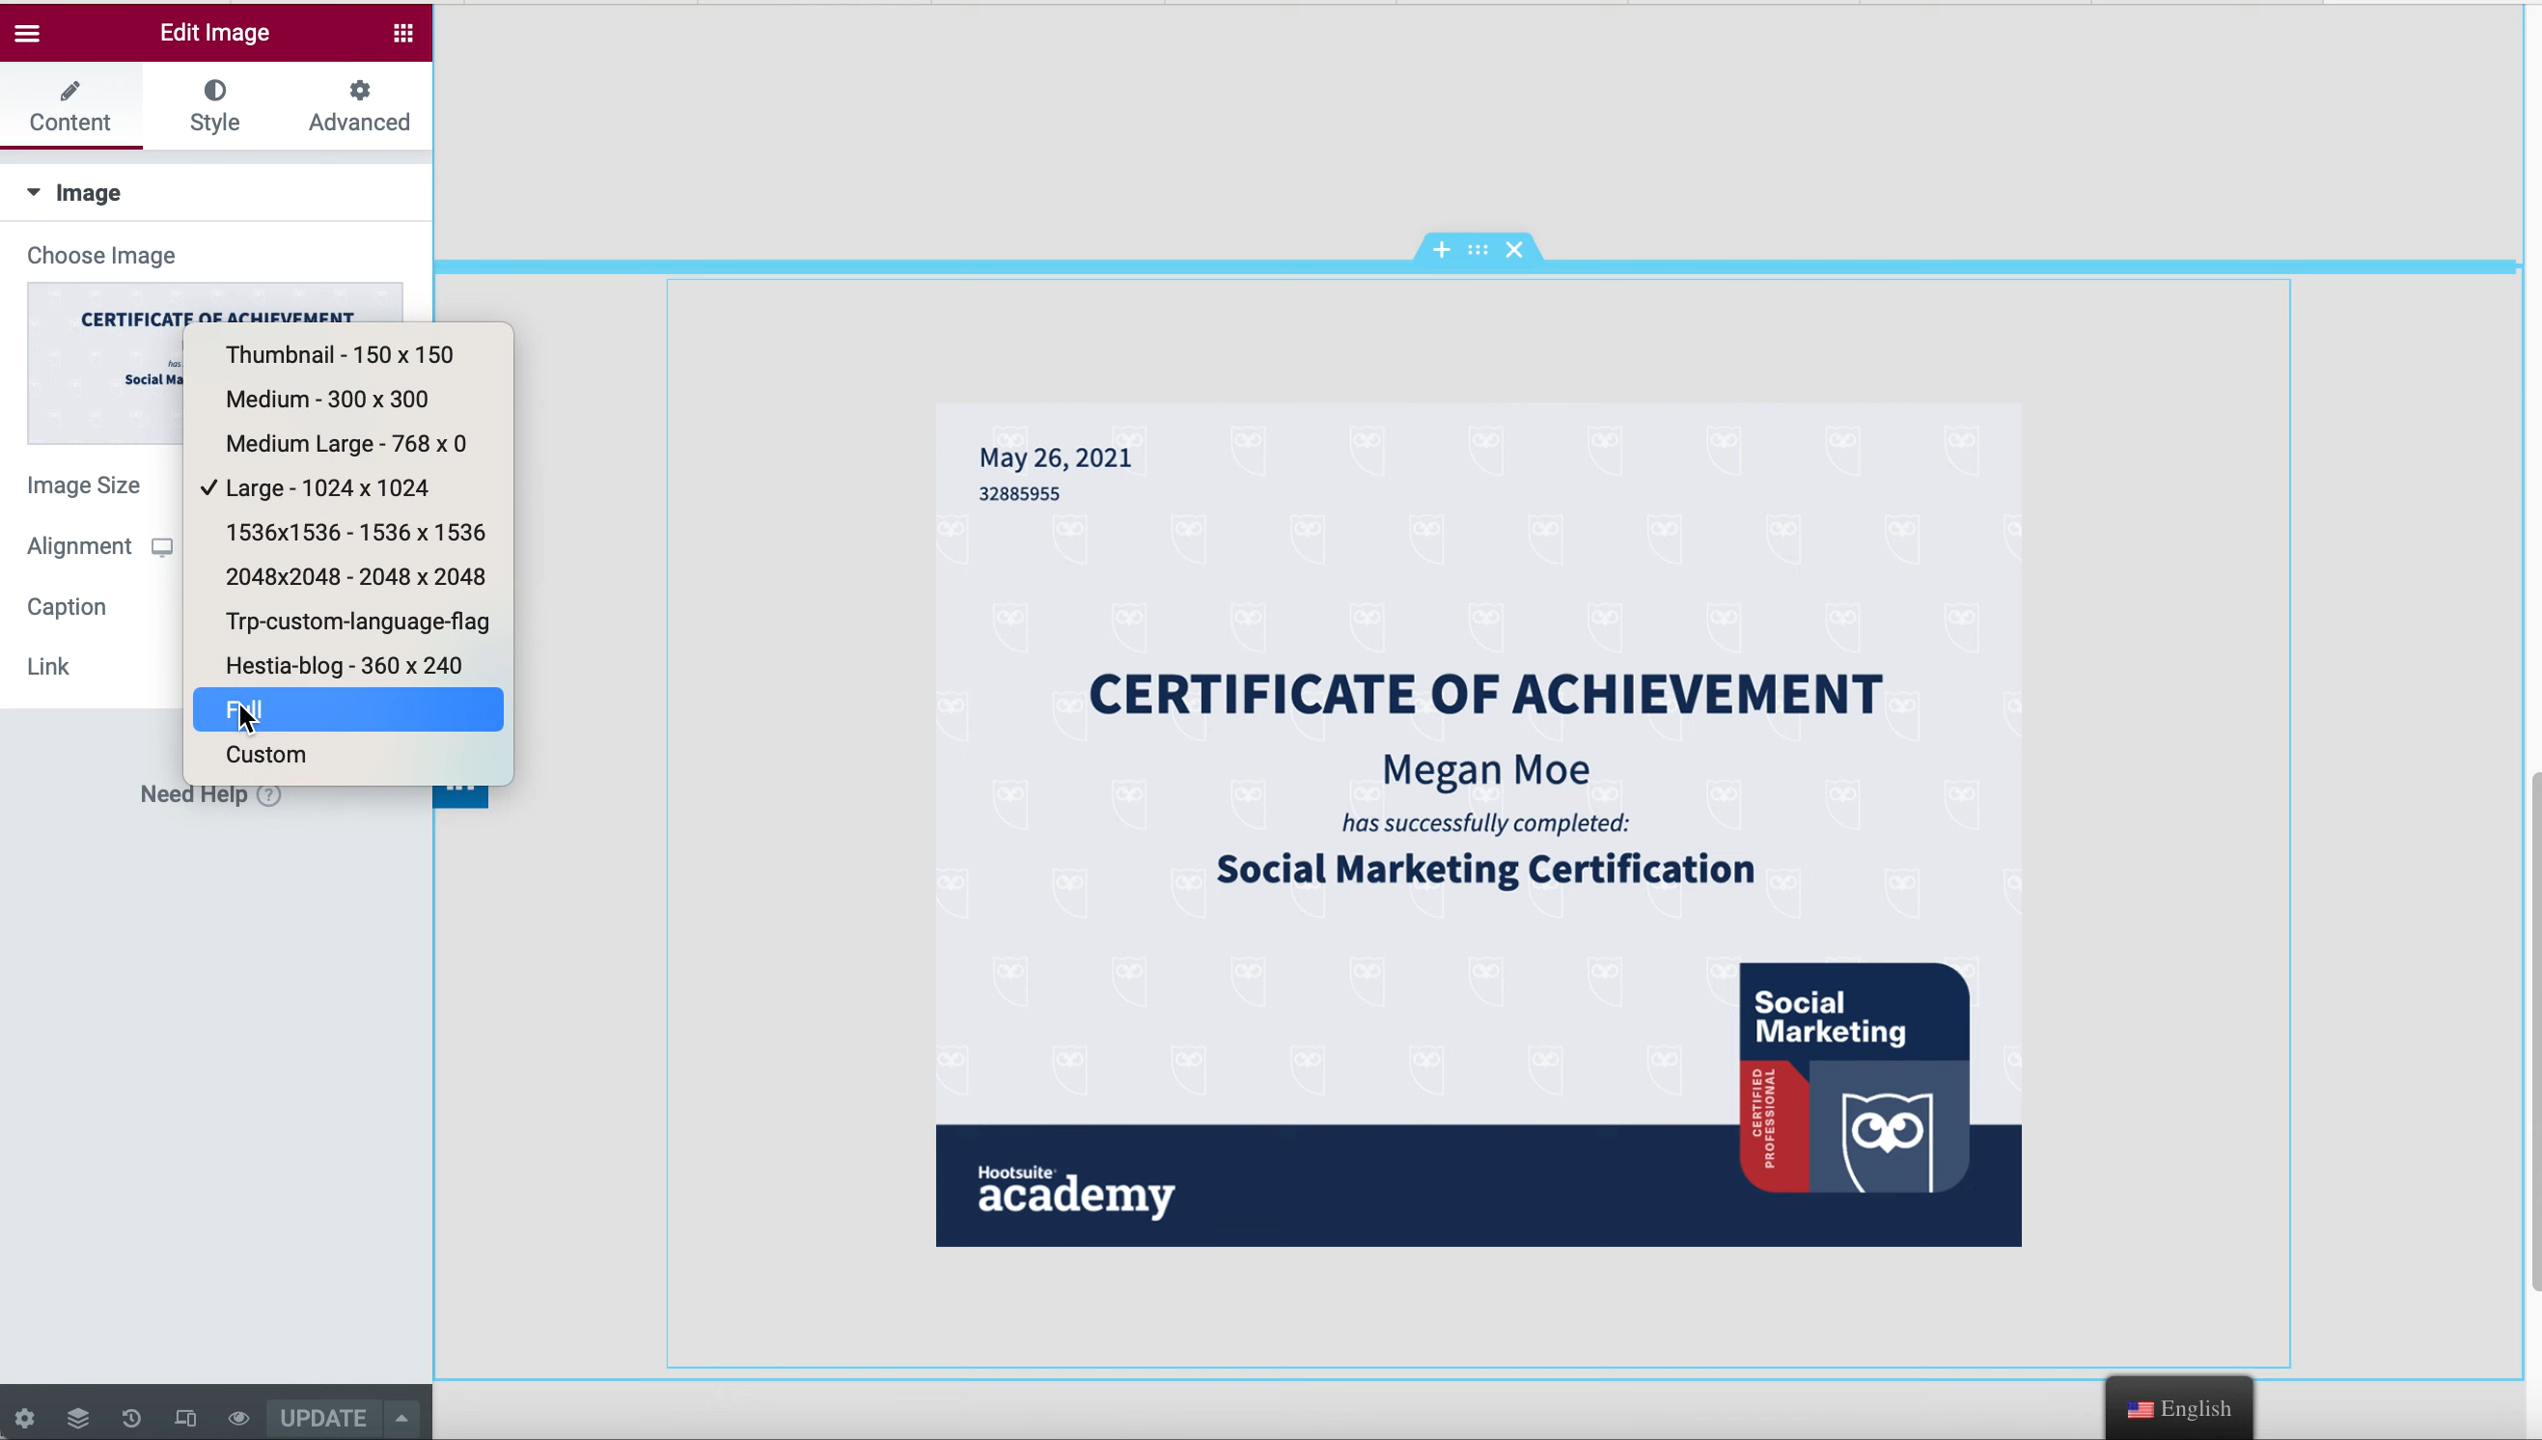 Edit Image
Content
Style
Advanced
Image
Choose Image
CERTIFICATE OF ACHIEVEMENT
has
Social Ma
Thumbnail - 150 x 150
Medium - 300 x 300
Medium Large - 768 x 0
Large - 1024 x 1024
1536x1536 - 1536 x 1536
2048x2048 - 2048 x 2048
Trp-custom-language-flag
Hestia-blog - 360 x 240
Full
Custom
Image Size
Alignment
Caption
Link
Need Help
UPDATE
May 26, 2021
32885955
CERTIFICATE OF ACHIEVEMENT
Megan Moe
has successfully completed:
Social Marketing Certification
Social
Marketing
CERTIFIED
PROFESSIONAL
Hootsuite
academy
English